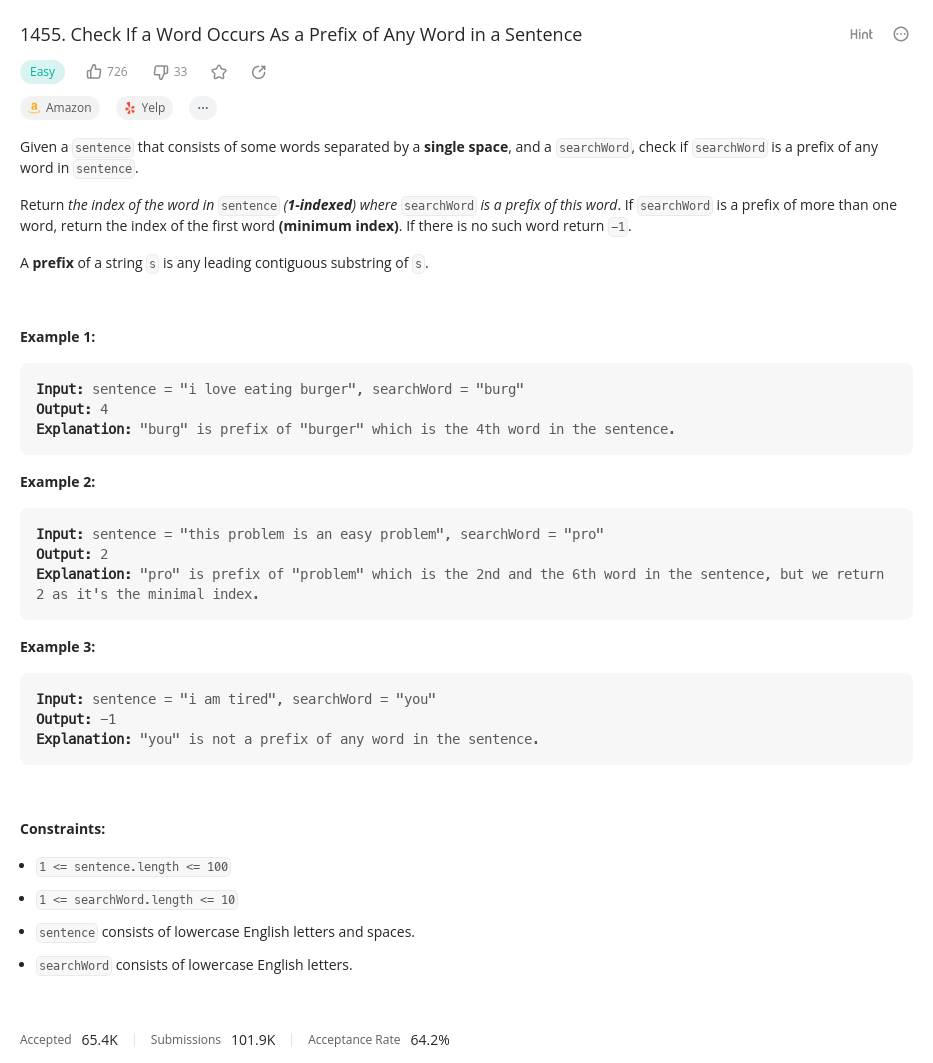 1455. Check If a Word Occurs As a Prefix of Any Word in a Sentence
Hint
Easy
726
33
Amazon
Yelp
Given a sentence that consists of some words separated by a single space, and a searchWord, check if searchWord is a prefix of any
word in sentence.
Return the index of the word in sentence (1-indexed) where searchWord is a prefix of this word. If searchWord is a prefix of more than one
word, return the index of the first word (minimum index). If there is no such word return -1.
A prefix of a string s is any leading contiguous substring of s.
Example 1:
Input: sentence = "i love eating burger", searchWord = "burg"
Output: 4
Explanation: "burg" is prefix of "burger" which is the 4th word in the sentence.
Example 2:
Input: sentence = "this problem is an easy problem", searchWord = "pro"
Output: 2
Explanation: "pro" is prefix of "problem" which is the 2nd and the 6th word in the sentence, but we return
2 as it's the minimal index.
Example 3:
Input: sentence = "i am tired", searchWord = "you"
Output: -1
Explanation: "you" is not a prefix of any word in the sentence.
Constraints:
1 <= sentence.length <= 100
1 <= searchWord.length <= 10
sentence consists of lowercase English letters and spaces.
searchWord consists of lowercase English letters.
Accepted 65.4K Submissions 101.9K Acceptance Rate 64.2%